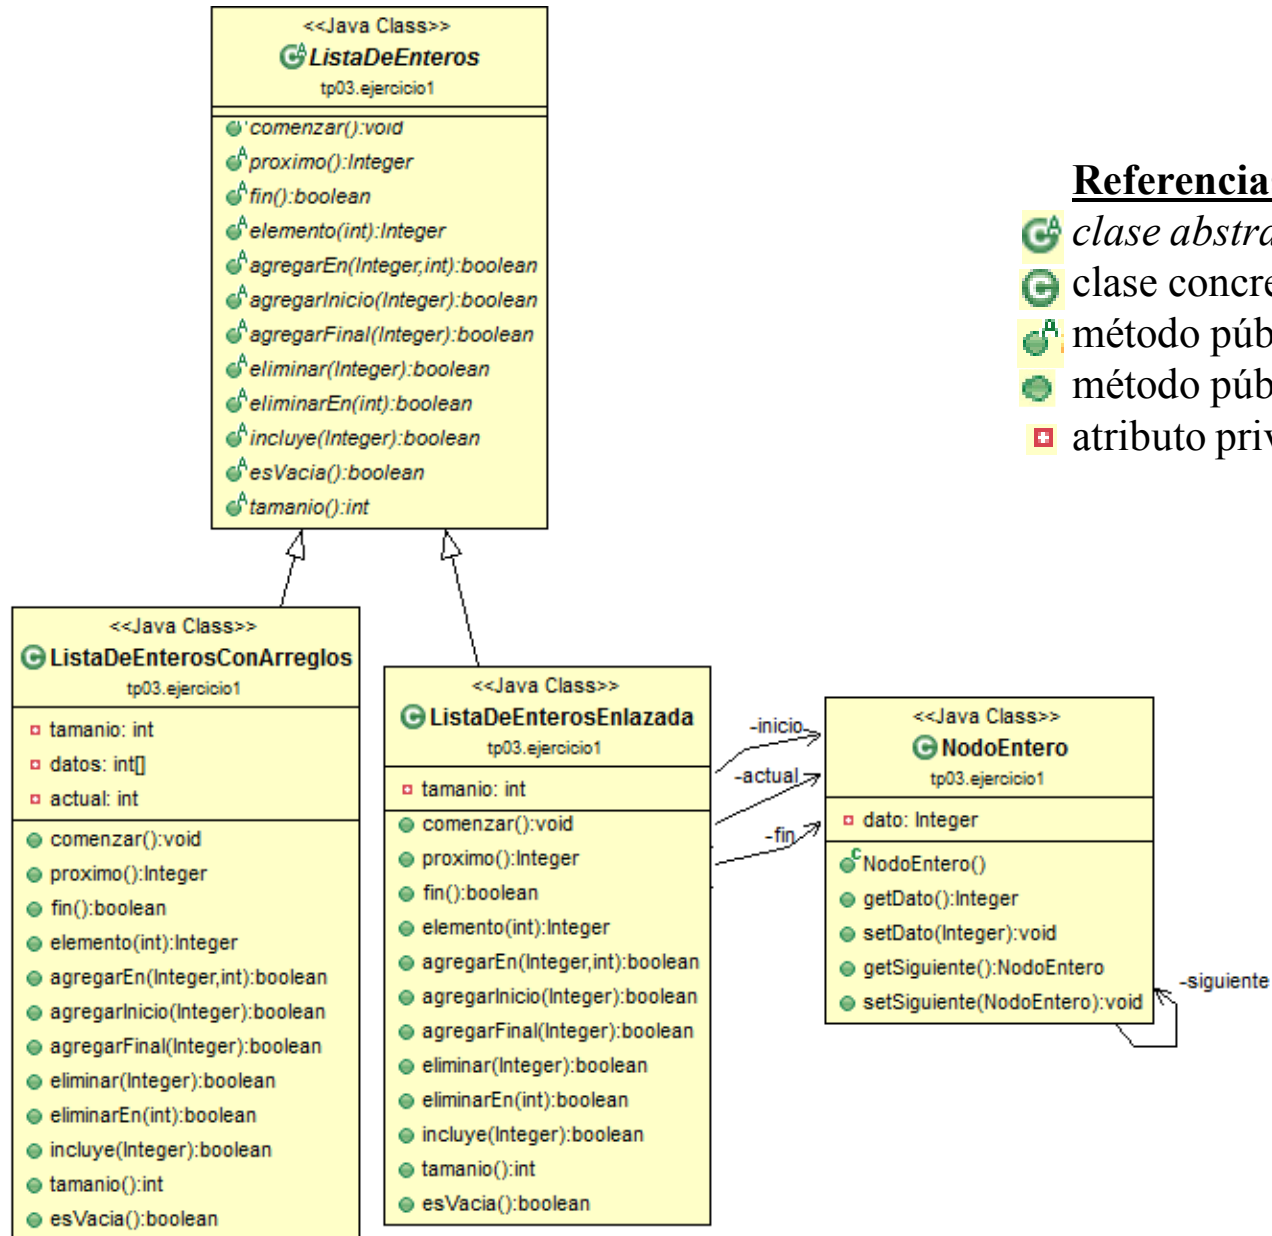 <<Java Class>>
ListaDeEnteros
tp03.ejercicio1
comenzar():void
proximo():Integer
fin():boolean
elemento(int):Integer
agregarEn(Integer,int):boolean
agregarInicio(Integer):boolean
agregarFinal(Integer):boolean
eliminar(Integer):boolean
eliminarEn(int):boolean
incluye(Integer):boolean
esVacia():boolean
tamanio():int
Referencia
clase abstra
clase concre
método púb
método púb
atributo priv
<<Java Class>>
ListaDeEnterosConArreglos
tp03.ejercicio1
tamanio: int
datos: int[]
actual: int
comenzar():void
proximo():Integer
fin():boolean
elemento(int):Integer
agregarEn(Integer,int):boolean
agregarInicio(Integer):boolean
agregarFinal(Integer):boolean
eliminar(Integer):boolean
eliminarEn(int):boolean
incluye(Integer):boolean
tamanio():int
esVacia():boolean
<<Java Class>>
ListaDeEnterosEnlazada
tp03.ejercicio1
tamanio: int
comenzar():void
proximo():Integer
fin():boolean
elemento(int):Integer
agregarEn(Integer,int):boolean
agregarInicio(Integer):boolean
agregarFinal(Integer):boolean
eliminar(Integer):boolean
eliminarEn(int):boolean
incluye(Integer):boolean
tamanio():int
esVacia():boolean
-inicio
-actual
-fin
<<Java Class>>
NodoEntero
tp03.ejercicio1
dato: Integer
NodoEntero()
getDato():Integer
setDato(Integer):void
getSiguiente():NodoEntero
setSiguiente(NodoEntero):void
-siguiente